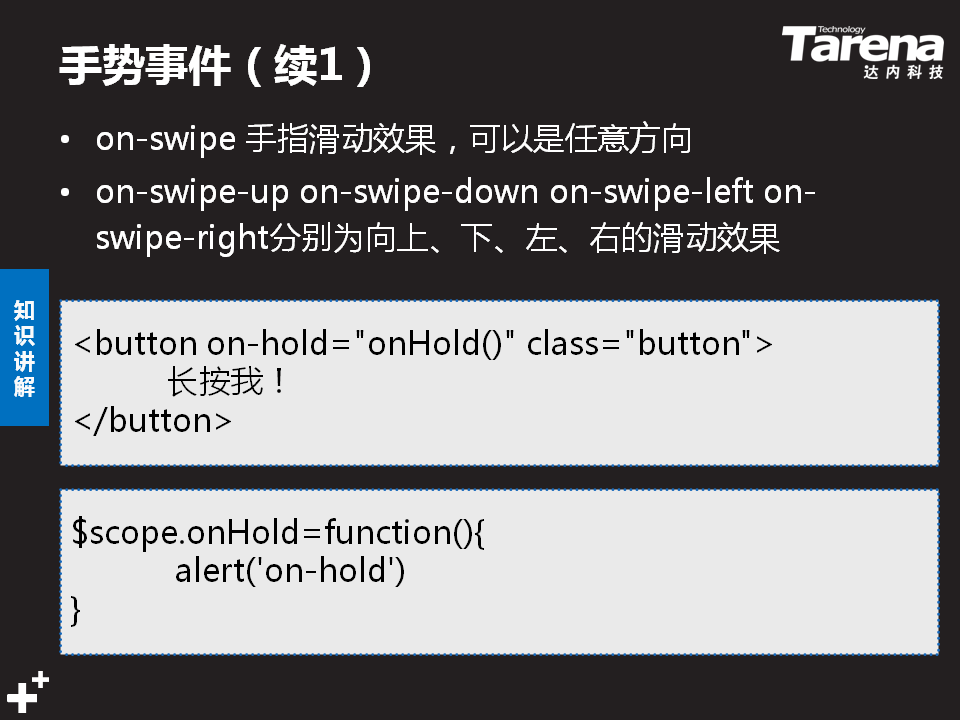 手势事件（续1）
Technology
Tarena
达内科技
• on-swipe 手指滑动效果，可以是任意方向
• on-swipe-up on-swipe-down on-swipe-left on-
swipe-right分别为向上、下、左、右的滑动效果
知识讲解
<button on-hold="onHold()" class="button">
长按我！
</button>
$scope.onHold=function(){
alert('on-hold')
}